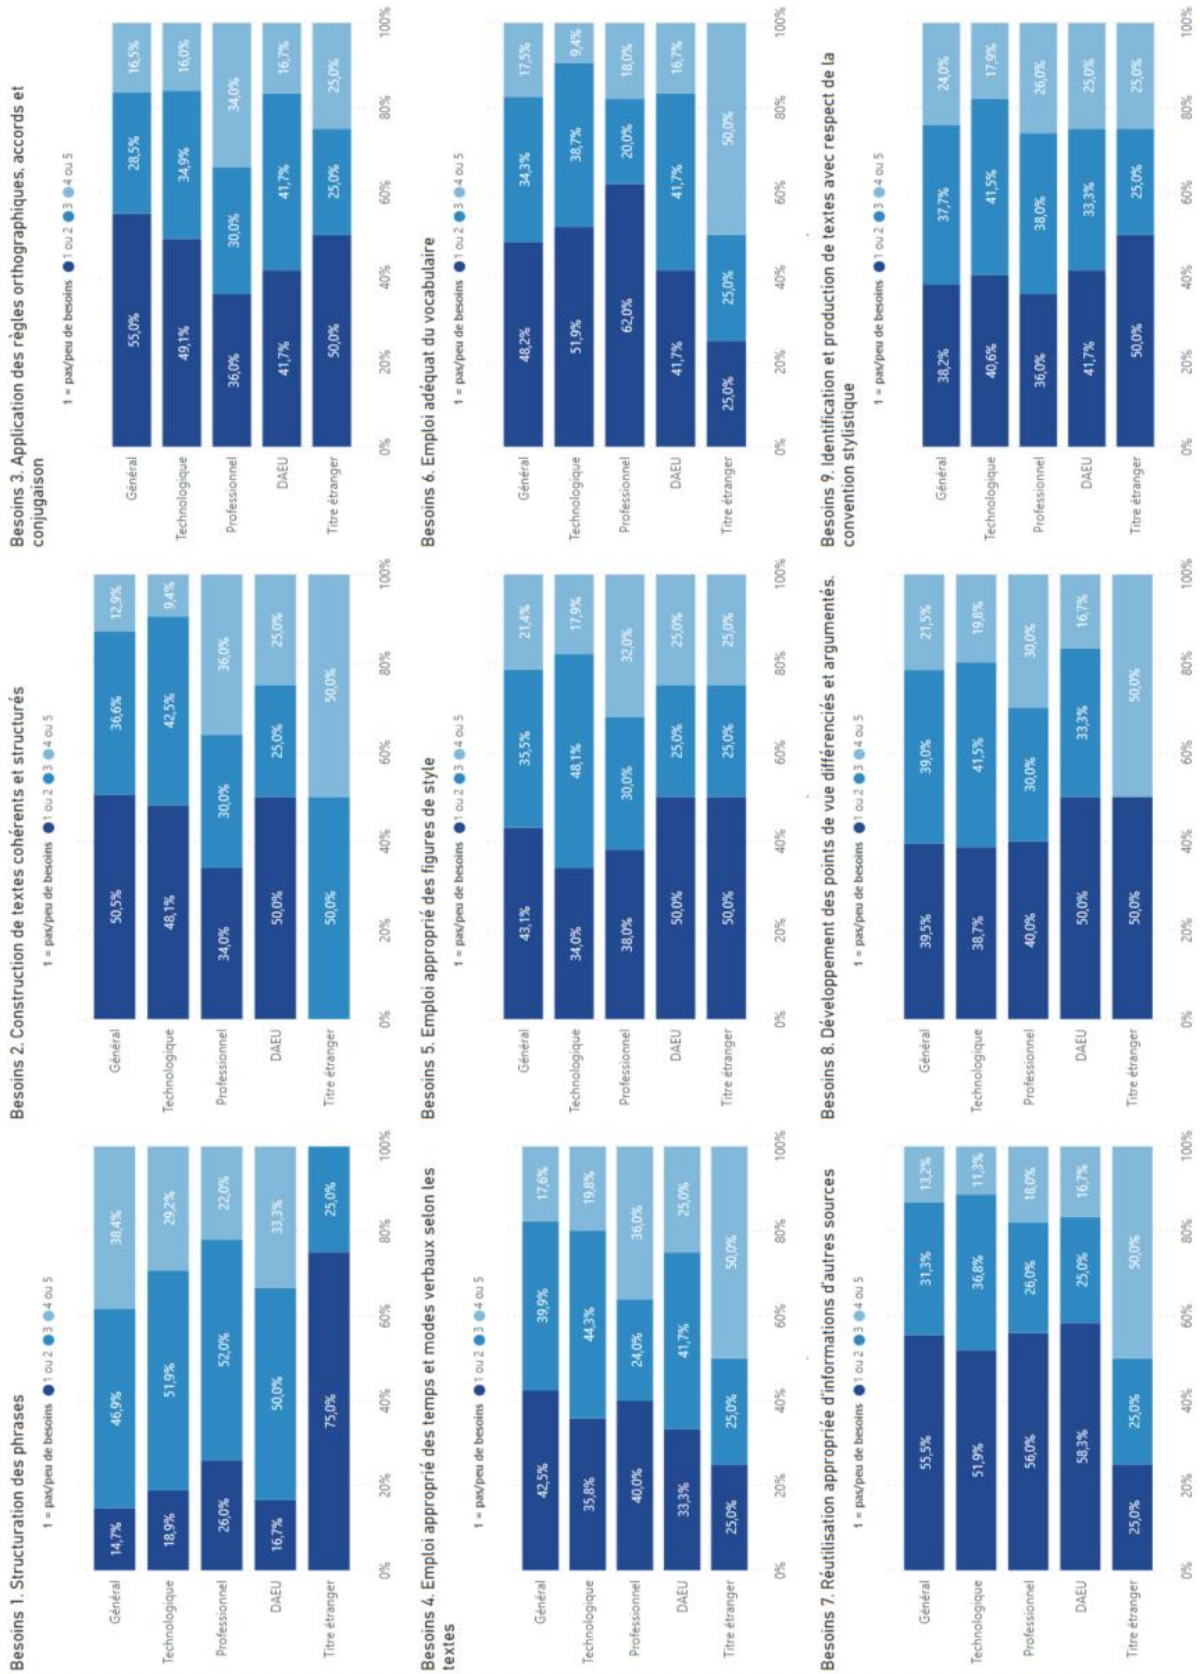 Besoins 1. Structuration des phrases
1 = pas/peu de besoins 1 ou 2 3 4 ou 5
Général 14,7% 46,9% 38,4%
Technologique 18,9% 51,9% 29,2%
Professionnel 26,0% 52,0% 22,0%
DAEU 16,7% 50,0% 33,3%
Titre étranger 75,0% 25,0%
0% 20% 40% 60% 80% 100%
Besoins 2. Construction de textes cohérents et structurés
1 = pas/peu de besoins 1 ou 2 3 4 ou 5
Général 50,5% 36,6% 12,9%
Technologique 48,1% 42,5% 9,4%
Professionnel 34,0% 30,0% 36,0%
DAEU 50,0% 25,0% 25,0%
Titre étranger 50,0% 50,0%
0% 20% 40% 60% 80% 100%
Besoins 3. Application des règles orthographiques, accords et
conjugaison
1 = pas/peu de besoins 1 ou 2 3 4 ou 5
Général 55,0% 28,5% 16,5%
Technologique 49,1% 34,9% 16,0%
Professionnel 36,0% 30,0% 34,0%
DAEU 41,7% 41,7% 16,7%
Titre étranger 50,0% 25,0% 25,0%
0% 20% 40% 60% 80% 100%
Besoins 4. Emploi approprié des temps et modes verbaux selon les
textes
1 = pas/peu de besoins 1 ou 2 3 4 ou 5
Général 42,5% 39,9% 17,6%
Technologique 35,8% 44,3% 19,8%
Professionnel 40,0% 24,0% 36,0%
DAEU 33,3% 41,7% 25,0%
Titre étranger 25,0% 25,0% 50,0%
0% 20% 40% 60% 80% 100%
Besoins 5. Emploi approprié des figures de style
1 = pas/peu de besoins 1 ou 2 3 4 ou 5
Général 43,1% 35,5% 21,4%
Technologique 34,0% 48,1% 17,9%
Professionnel 38,0% 30,0% 32,0%
DAEU 50,0% 25,0% 25,0%
Titre étranger 50,0% 25,0% 25,0%
0% 20% 40% 60% 80% 100%
Besoins 6. Emploi adéquat du vocabulaire
1 = pas/peu de besoins 1 ou 2 3 4 ou 5
Général 48,2% 34,3% 17,5%
Technologique 51,9% 38,7% 9,4%
Professionnel 62,0% 20,0% 18,0%
DAEU 41,7% 41,7% 16,7%
Titre étranger 25,0% 25,0% 50,0%
0% 20% 40% 60% 80% 100%
Besoins 7. Réutilisation appropriée d'informations d'autres sources
1 = pas/peu de besoins 1 ou 2 3 4 ou 5
Général 55,5% 31,3% 13,2%
Technologique 51,9% 36,8% 11,3%
Professionnel 56,0% 26,0% 18,0%
DAEU 58,3% 25,0% 16,7%
Titre étranger 25,0% 25,0% 50,0%
0% 20% 40% 60% 80% 100%
Besoins 8. Développement des points de vue différenciés et argumentés.
1 = pas/peu de besoins 1 ou 2 3 4 ou 5
Général 39,5% 39,0% 21,5%
Technologique 38,7% 41,5% 19,8%
Professionnel 40,0% 30,0% 30,0%
DAEU 50,0% 33,3% 16,7%
Titre étranger 50,0% 50,0%
0% 20% 40% 60% 80% 100%
Besoins 9. Identification et production de textes avec respect de la
convention stylistique
1 = pas/peu de besoins 1 ou 2 3 4 ou 5
Général 38,2% 37,7% 24,0%
Technologique 40,6% 41,5% 17,9%
Professionnel 36,0% 38,0% 26,0%
DAEU 41,7% 33,3% 25,0%
Titre étranger 50,0% 25,0% 25,0%
0% 20% 40% 60% 80% 100%